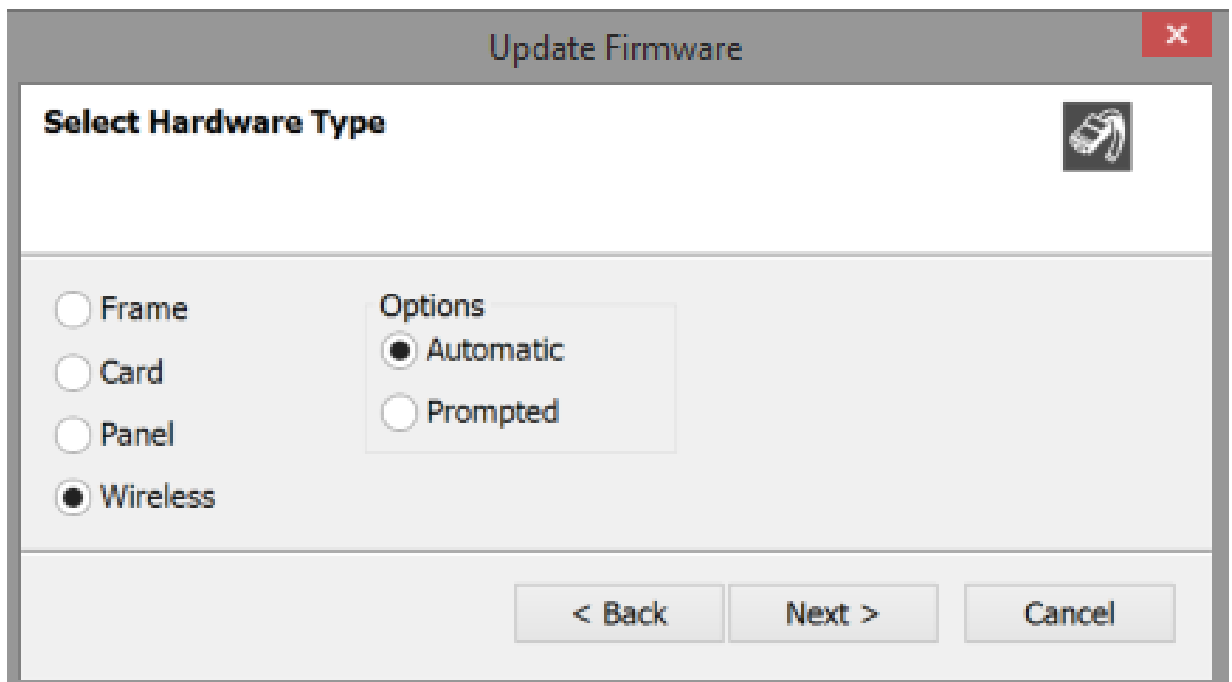 Update Firmware
Select Hardware Type
Frame
Card
Panel
Wireless
Options
Automatic
Prompted
< Back
Next >
Cancel